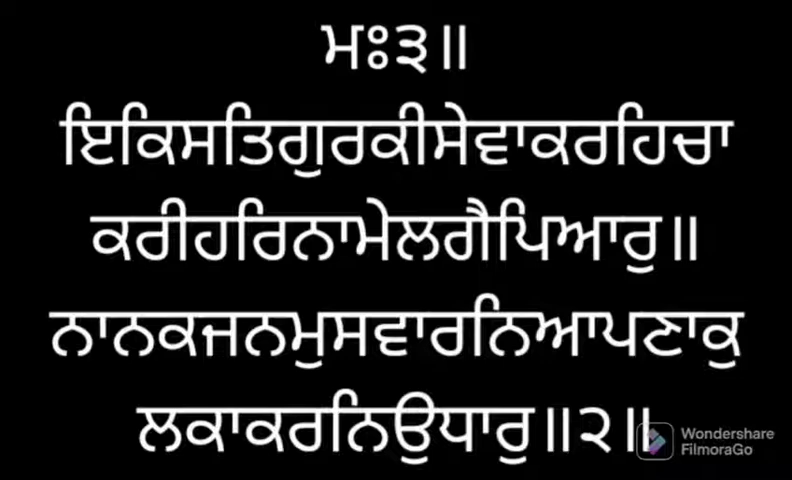 ਮਃ੩॥
ਇਕਿਸਤਿਗੁਰਕੀਸੇਵਾਕਰਹਿਚਾ
ਕਰੀਹਰਿਨਾਮੇਲਗੈਪਿਆਰੁ॥
ਨਾਨਕਜਨਮੁਸਵਾਰਨਿਆਪਣਾਕੁ
ਲਕਾਕਰਨਿਉਧਾਰੁ॥੨॥
Wondershare
FilmoraGo